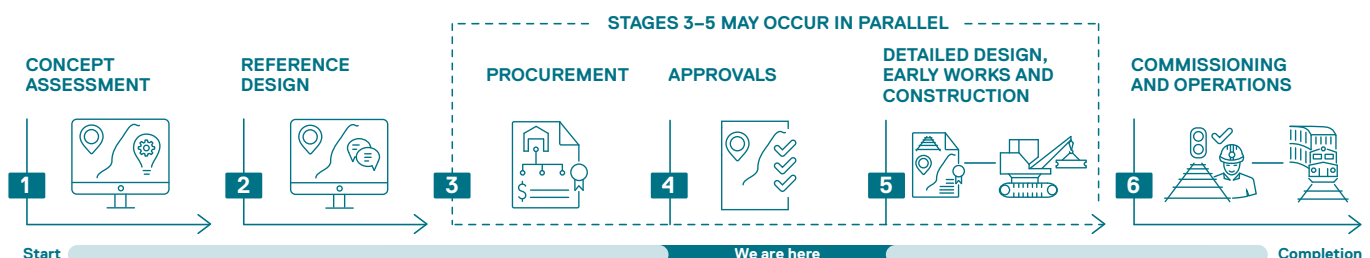 STAGES 3–5 MAY OCCUR IN PARALLEL
CONCEPT
ASSESSMENT
REFERENCE
DESIGN
PROCUREMENT
APPROVALS
DETAILED DESIGN,
EARLY WORKS AND
CONSTRUCTION
COMMISSIONING
AND OPERATIONS
$
1
2
3
4
5
6
Start
We are here
Completion